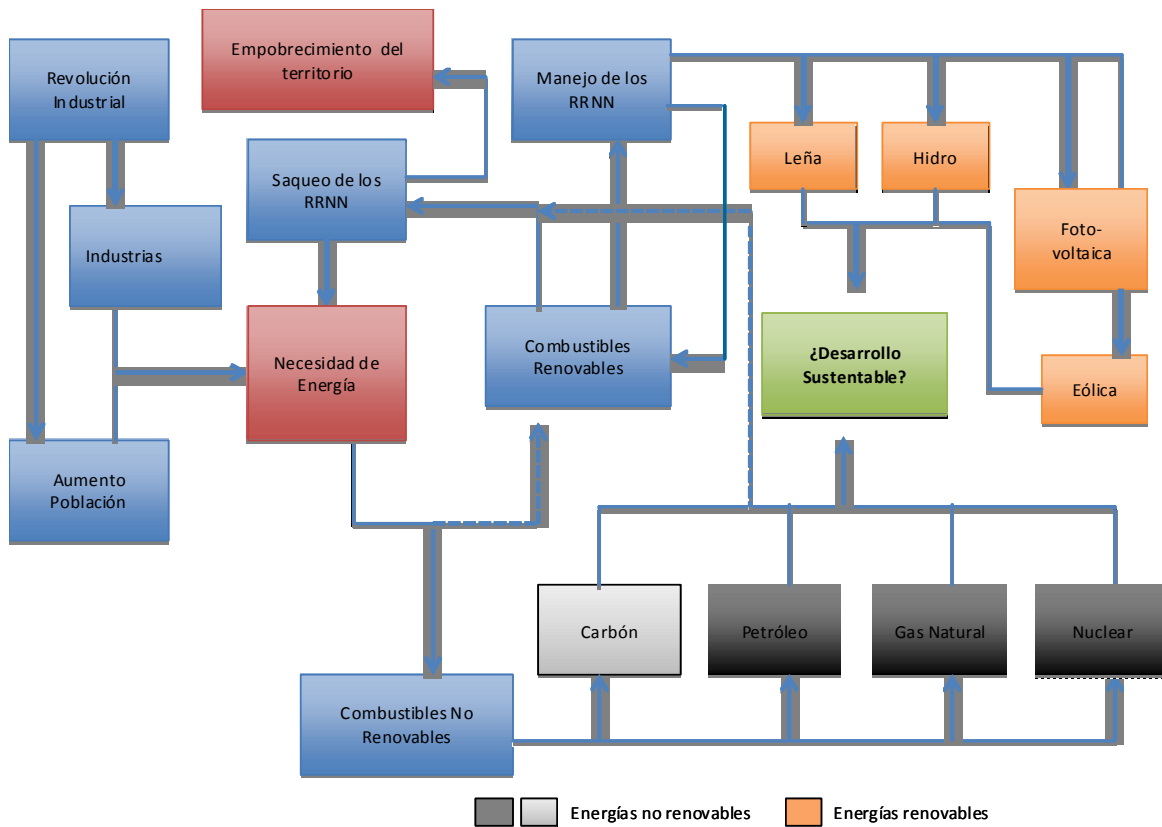 Revolución
Industrial
Empobrecimiento del
territorio
Manejo de los
RRNN
Leña
Hidro
Saqueo de los
RRNN
Industrias
Foto-
voltaica
Necesidad de
Energía
Combustibles
Renovables
¿Desarrollo
Sustentable?
Eólica
Aumento
Población
Carbón
Petróleo
Gas Natural
Nuclear
Combustibles No
Renovables
Energías no renovables
Energías renovables